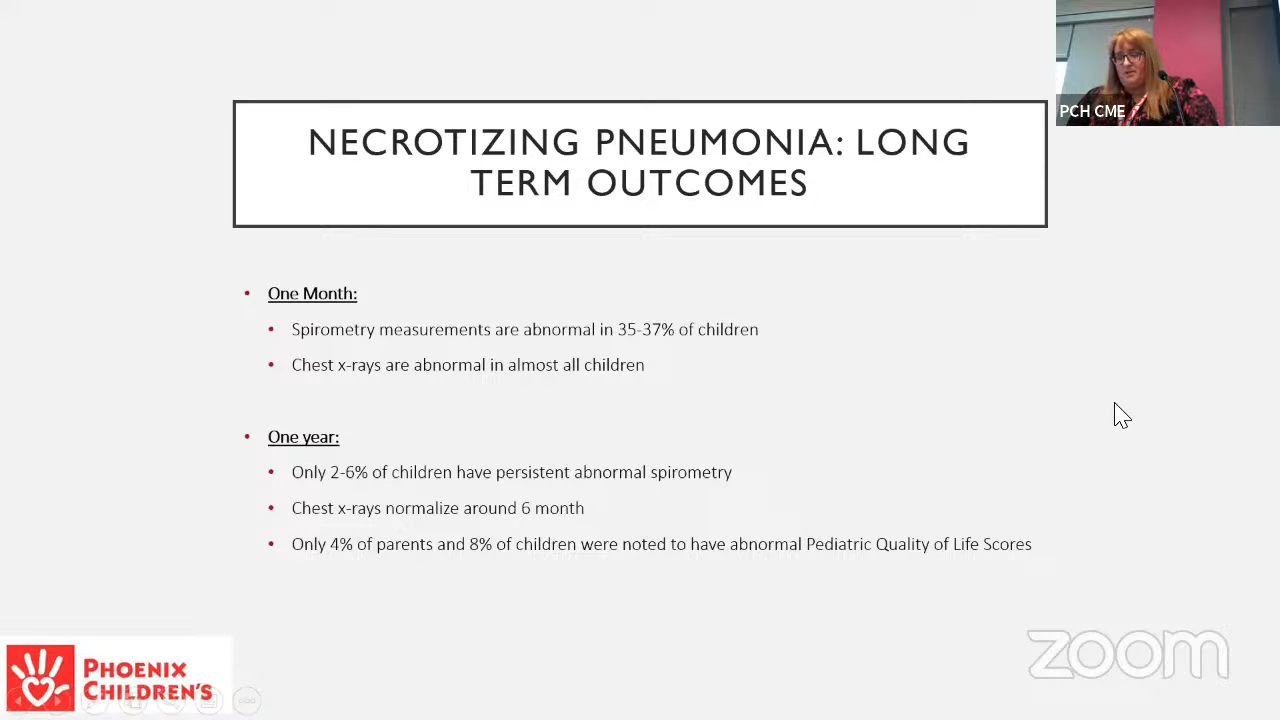 PCH CME
NECROTIZING PNEUMONIA: LONG
TERM OUTCOMES
• One Month:
• Spirometry measurements are abnormal in 35-37% of children
• Chest x-rays are abnormal in almost all children
• One year:
• Only 2-6% of children have persistent abnormal spirometry
• Chest x-rays normalize around 6 month
• Only 4% of parents and 8% of children were noted to have abnormal Pediatric Quality of Life Scores
PHOENIX
CHILDREN'S
zoom